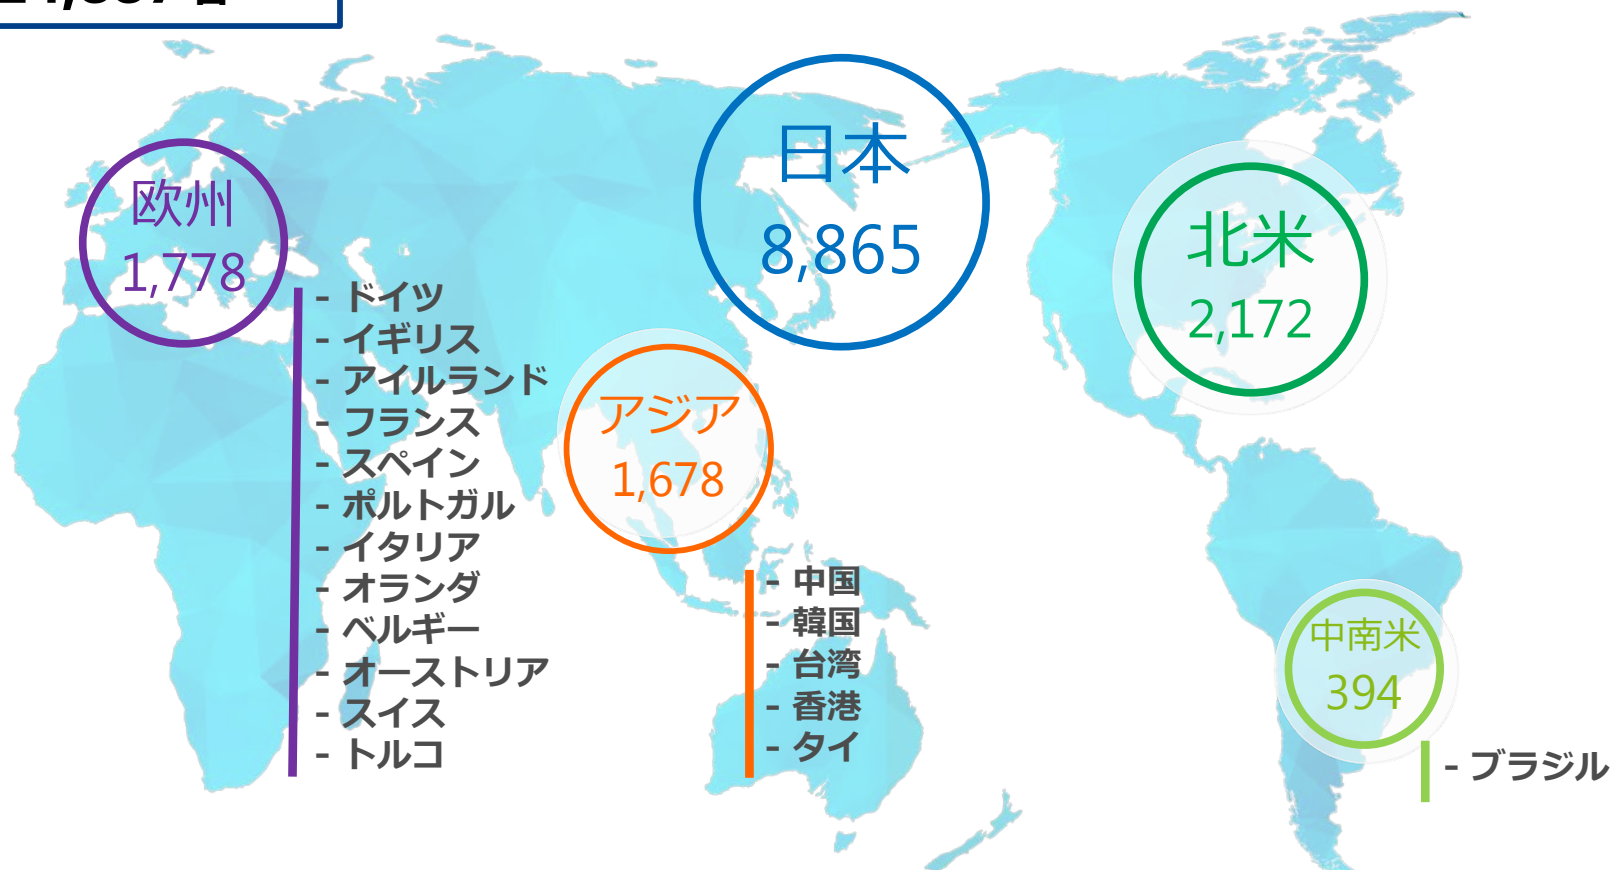 日本
8,865
欧州
1,778
- ドイツ
- イギリス
- アイルランド
- フランス
- スペイン
- ポルトガル
- イタリア
- オランダ
- ベルギー
- オーストリア
- スイス
- トルコ
アジア
1,678
- 中国
- 韓国
- 台湾
- 香港
- タイ
北米
2,172
中南米
394
- ブラジル